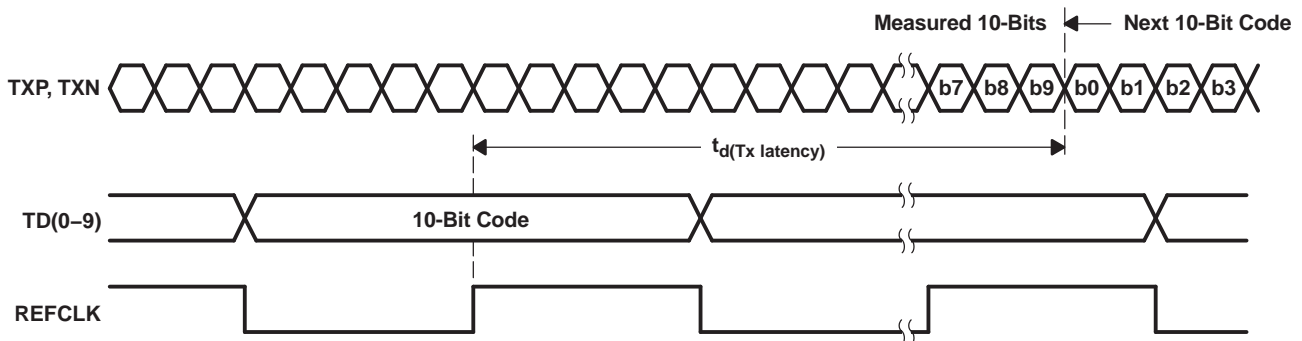 Measured 10-Bits Next 10-Bit Code
TXP, TXN b7 b8 b9 b0 b1 b2 b3
td(Tx latency)
TD(0–9) 10-Bit Code
REFCLK